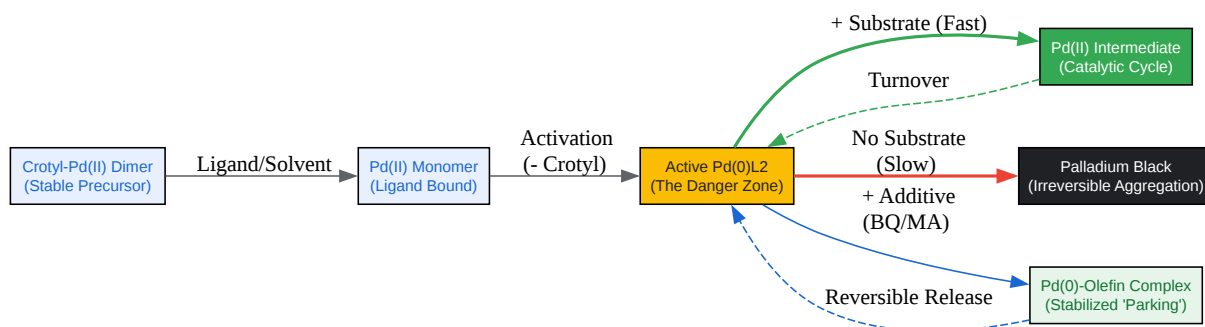 Crotyl-Pd(II) Dimer
(Stable Precursor)
Ligand/Solvent
Pd(II) Monomer
(Ligand Bound)
Activation
(- Crotyl)
Active Pd(0)L2
(The Danger Zone)
+ Substrate (Fast)
Turnover
Pd(II) Intermediate
(Catalytic Cycle)
No Substrate
(Slow)
Palladium Black
(Irreversible Aggregation)
+ Additive
(BQ/MA)
Reversible Release
Pd(0)-Olefin Complex
(Stabilized 'Parking')